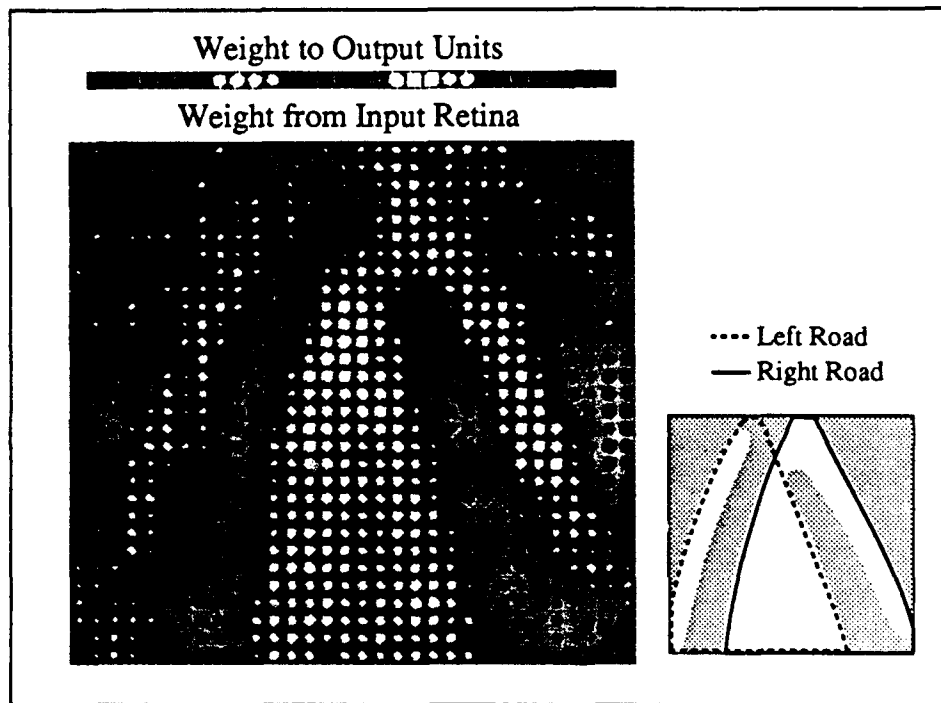 Weight to Output Units
Weight from Input Retina
Left Road
Right Road